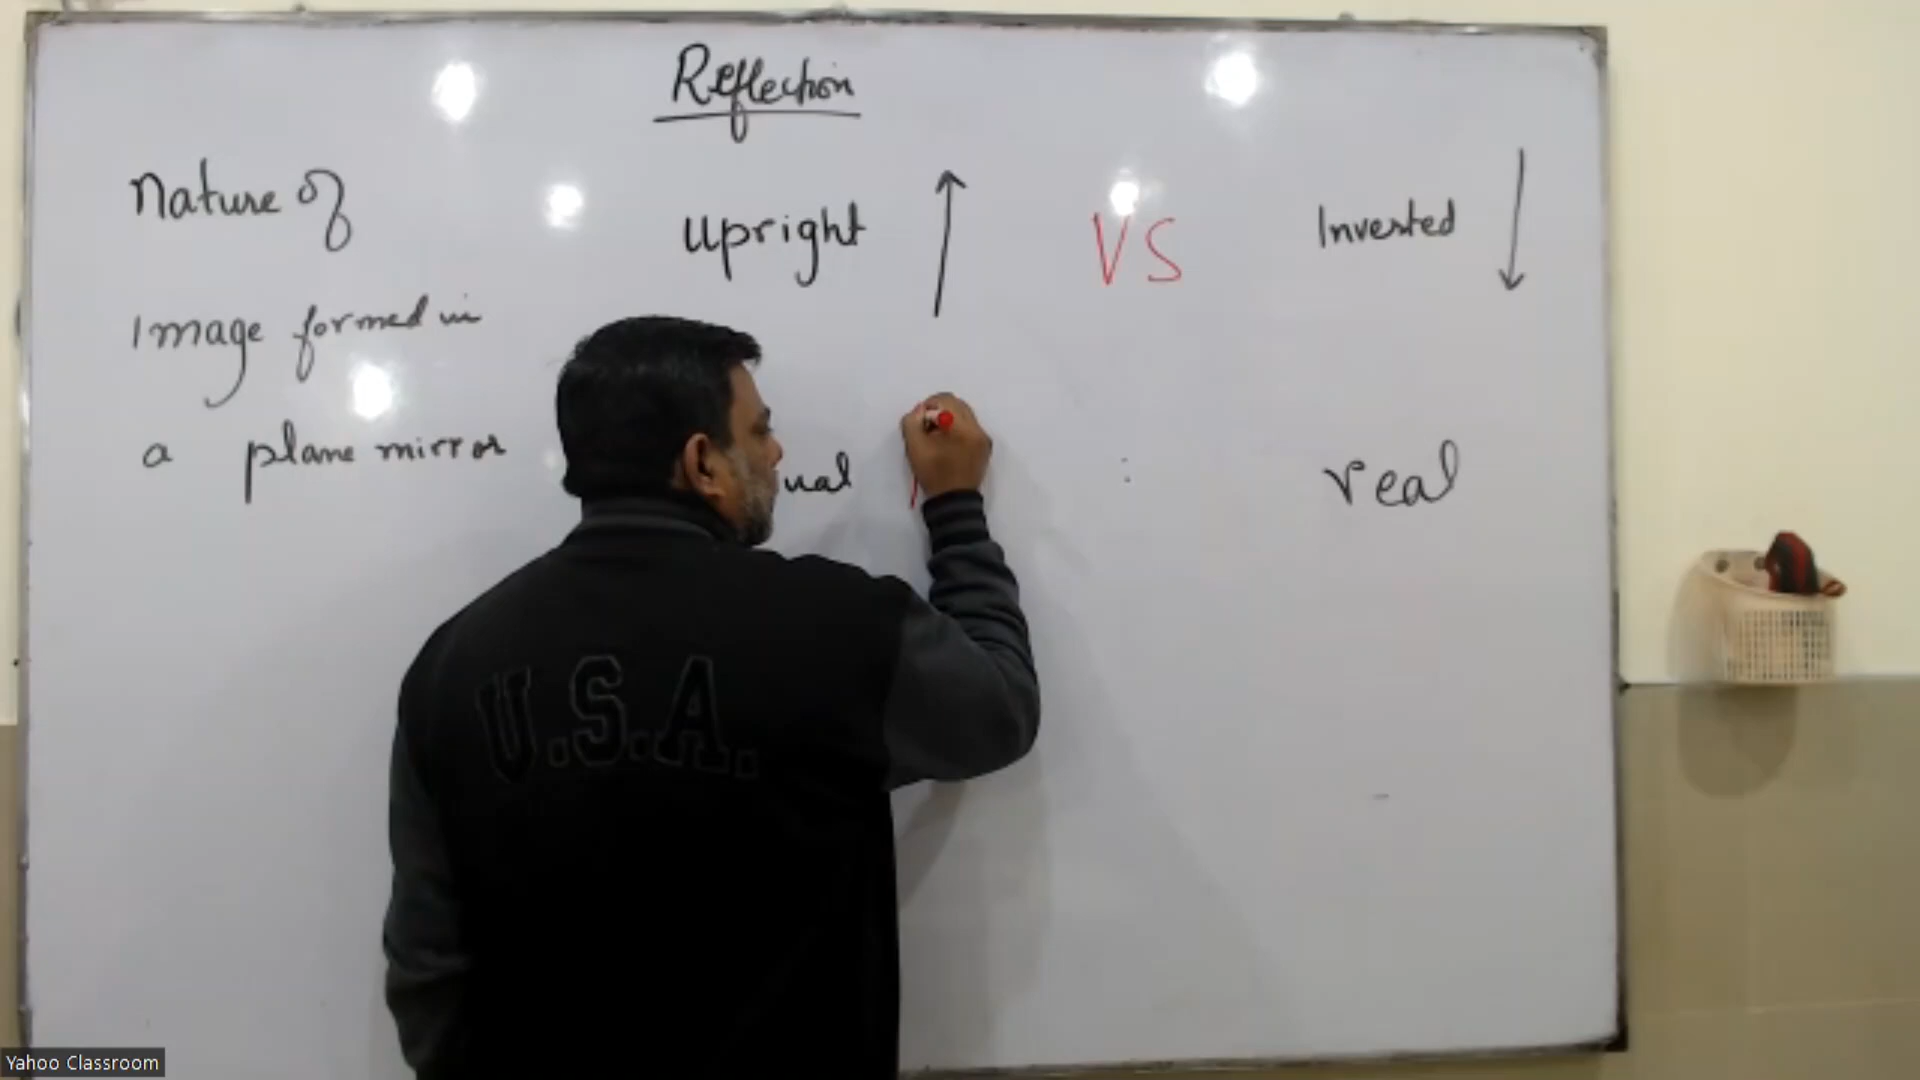 Reflection
Nature of
Upright
VS
Inverted
Image formed in
a plane mirror
ual
real
U.S.A.
Yahoo Classroom